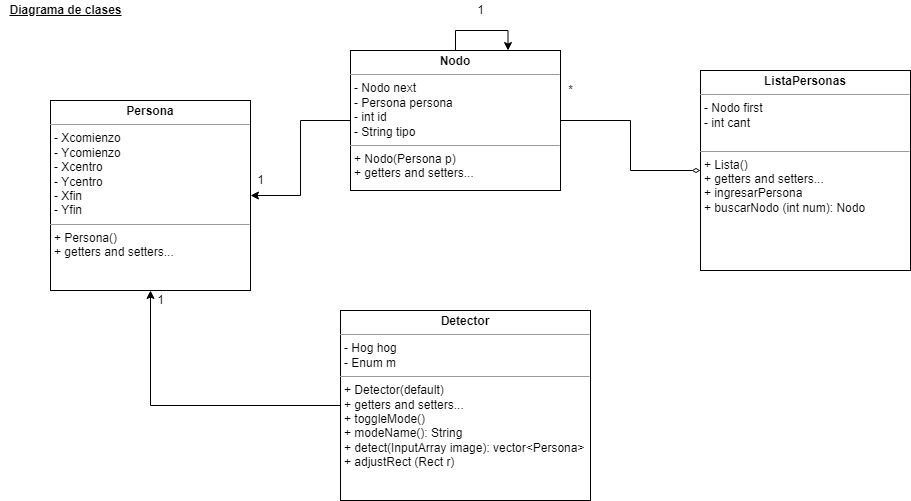 Diagrama de clases
1
Nodo
- Nodo next
- Persona persona
- int id
- String tipo
+ Nodo(Persona p)
+ getters and setters...
*
ListaPersonas
- Nodo first
- int cant
+ Lista()
+ getters and setters...
+ ingresarPersona
+ buscarNodo (int num): Nodo
Persona
- Xcomienzo
- Ycomienzo
- Xcentro
- Ycentro
- Xfin
- Yfin
+ Persona()
+ getters and setters...
1
1
Detector
- Hog hog
- Enum m
+ Detector(default)
+ getters and setters...
+ toggleMode()
+ modeName(): String
+ detect(InputArray image): vector<Persona>
+ adjustRect (Rect r)